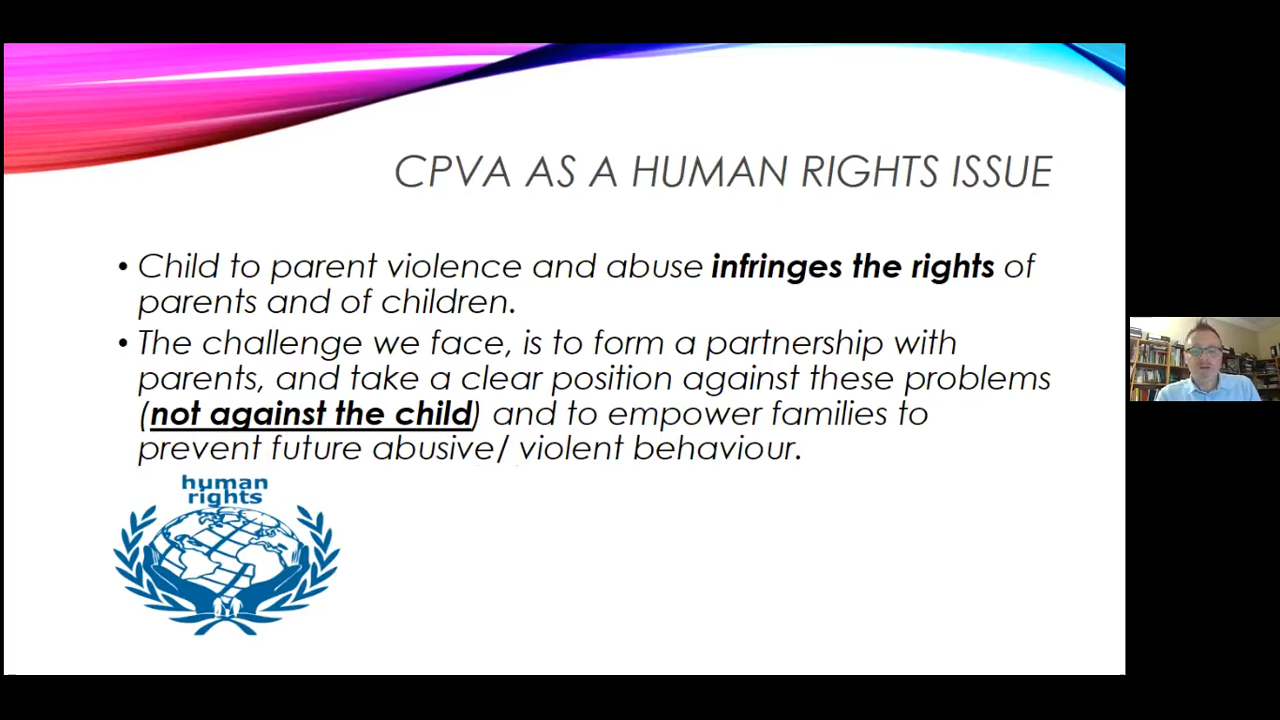 CPVA AS A HUMAN RIGHTS ISSUE
• Child to parent violence and abuse infringes the rights of
parents and of children.
• The challenge we face, is to form a partnership with
parents, and take a clear position against these problems
(not against the child) and to empower families to
prevent future abusive/ violent behaviour.
human
rights